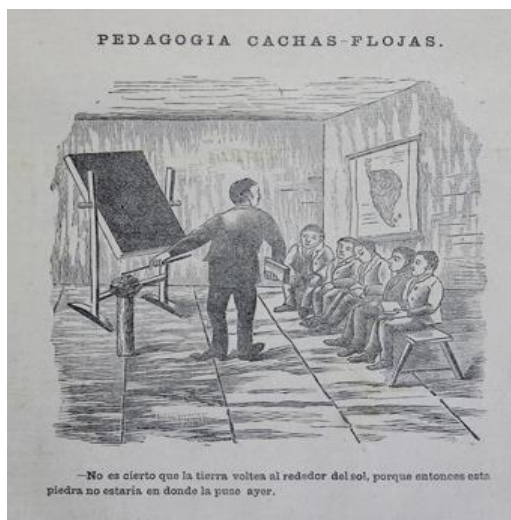 PEDAGOGIA CACHAS-FLOJAS.
—No es cierto que la tierra voltea al rededor del sol, porque entonces esta
piedra no estaria en donde la puse ayer.